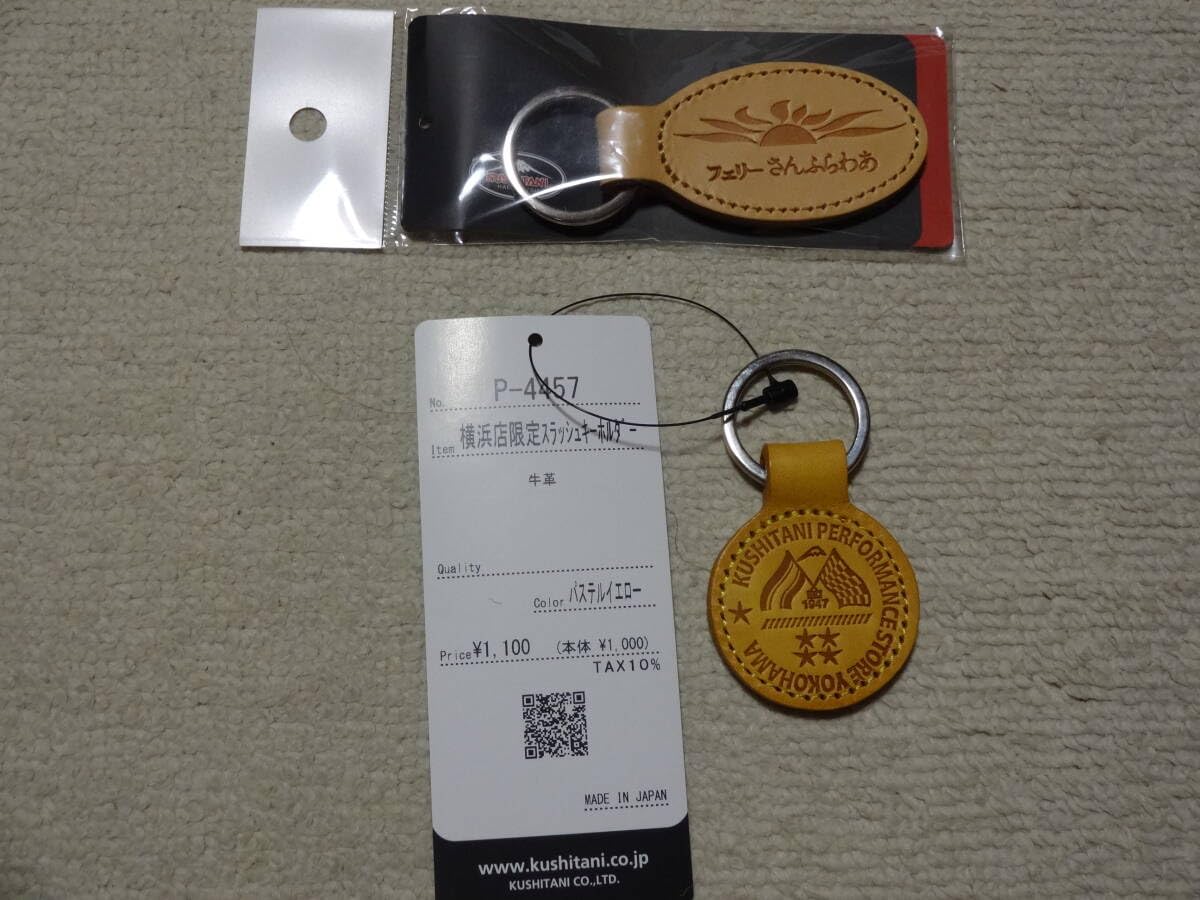 KUSHITANI
フェリーさんふらわあ
No. P-4457
Item 横浜店限定スラッシュキーホルダー
牛革
Quality
Color パステルイエロー
Price ¥1,100 (本体 ¥1,000)
TAX10%
MADE IN JAPAN
www.kushitani.co.jp
KUSHITANI CO.,LTD.
KUSHITANI PERFORMANCE STORE YOKOHAMA
1947